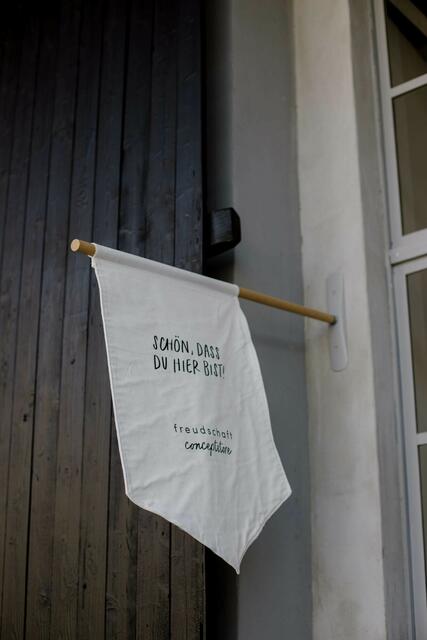 SCHÖN, DASS
DU HIER BIST!
freudschaft
conceptstore